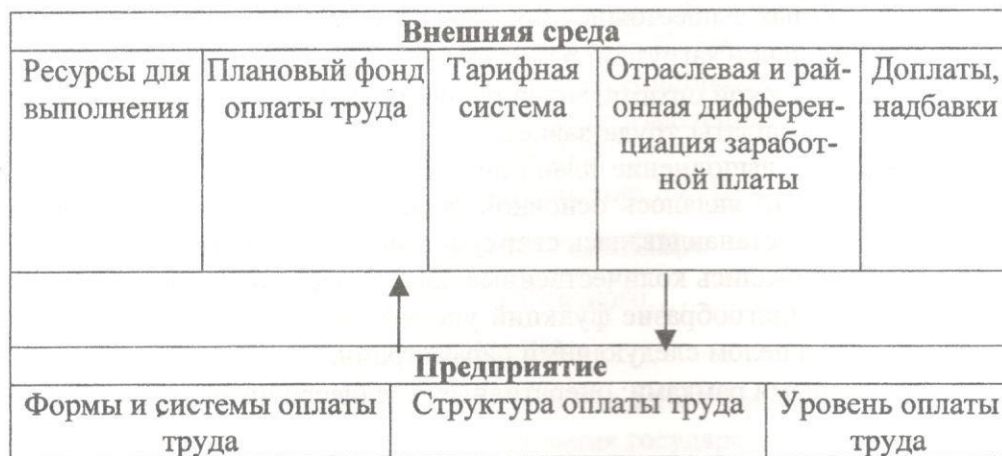 Внешняя среда
Ресурсы для
выполнения
Плановый фонд
оплаты труда
Тарифная
система
Отраслевая и рай-
онная дифферен-
циация заработ-
ной платы
Доплаты,
надбавки
Предприятие
Формы и системы оплаты
труда
Структура оплаты труда
Уровень оплаты
труда